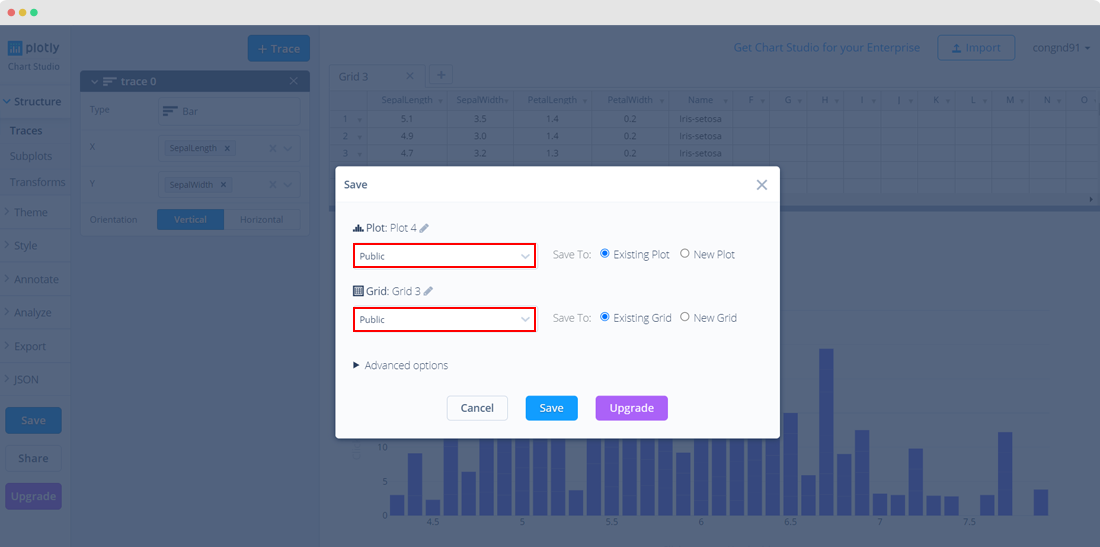 plotly
Chart Studio
+ Trace
Get Chart Studio for your Enterprise
Import
congnd91
Structure
Traces
Subplots
Transforms
Theme
Style
Annotate
Analyze
Export
JSON
Save
Share
Upgrade
trace 0
Type
Bar
X
SepalLength x
Y
SepalWidth x
Orientation
Vertical Horizontal
Grid 3
SepalLength SepalWidth PetalLength PetalWidth Name F G H I J K L M N O
1 5.1 3.5 1.4 0.2 Iris-setosa
2 4.9 3.0 1.4 0.2 Iris-setosa
3 4.7 3.2 1.3 0.2 Iris-setosa
Save
Plot: Plot 4
Public
Save To: Existing Plot New Plot
Grid: Grid 3
Public
Save To: Existing Grid New Grid
Advanced options
Cancel Save Upgrade
10
5
0
4.5 5 5.5 6 6.5 7 7.5